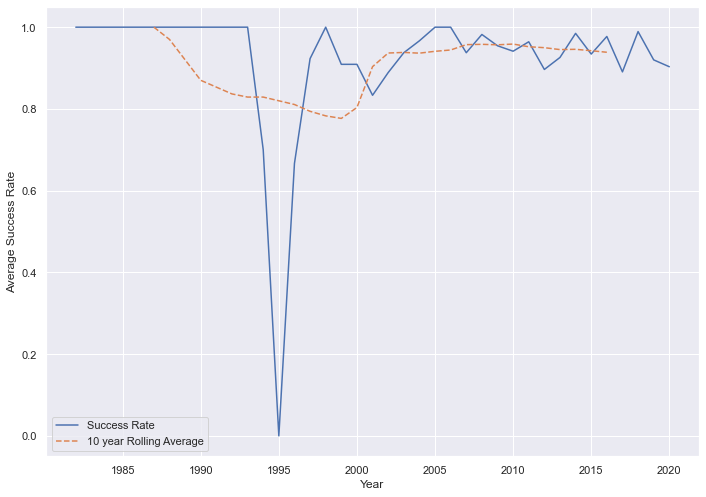 1.0
0.8
0.6
0.4
0.2
0.0
Average Success Rate
Success Rate
10 year Rolling Average
1985 1990 1995 2000 2005 2010 2015 2020
Year